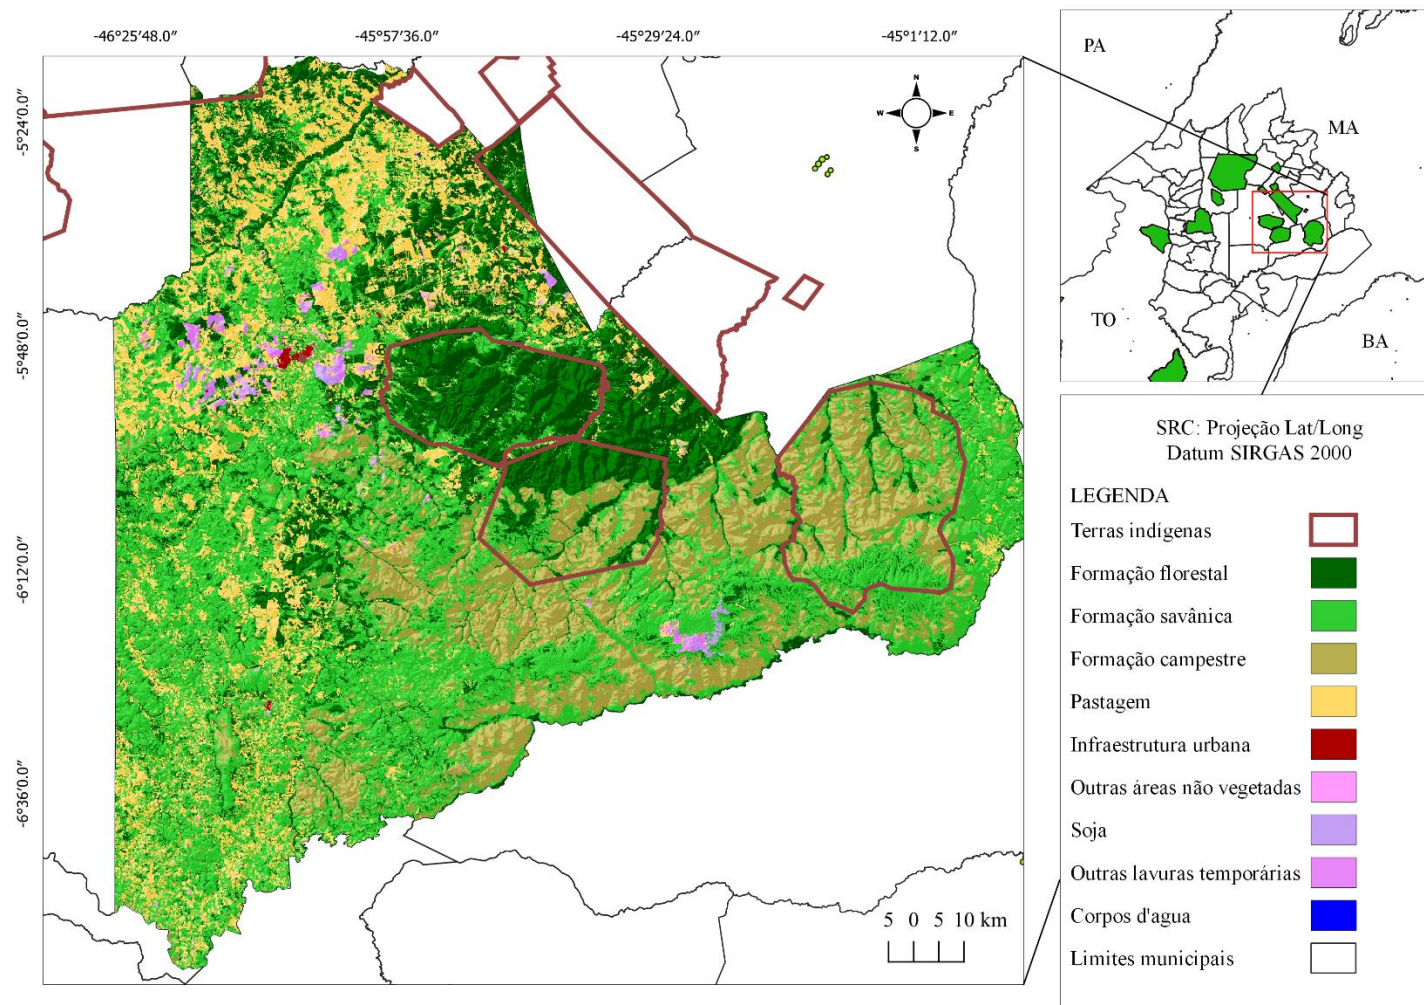 -46°25′48.0″ -45°57′36.0″ -45°29′24.0″ -45°1′12.0″
-5°24′0.0″
-5°48′0.0″
-6°12′0.0″
-6°36′0.0″
N
W E
S
5 0 5 10 km
PA
MA
TO
BA
SRC: Projeção Lat/Long
Datum SIRGAS 2000
LEGENDA
Terras indígenas
Formação florestal
Formação savânica
Formação campestre
Pastagem
Infraestrutura urbana
Outras áreas não vegetadas
Soja
Outras lavuras temporárias
Corpos d'agua
Limites municipais